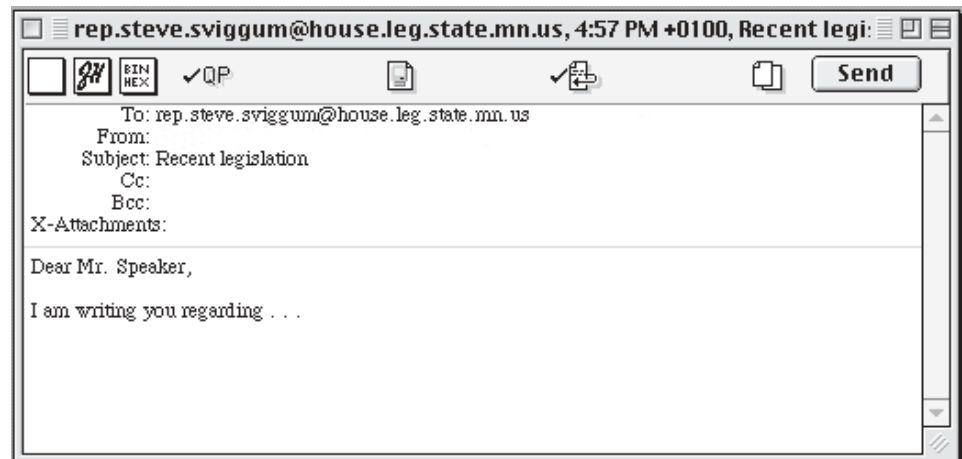 rep.steve.sviggum@house.leg.state.mn.us, 4:57 PM +0100, Recent legi:
BIN HEX QP Send
To: rep.steve.sviggum@house.leg.state.mn.us
From:
Subject: Recent legislation
Cc:
Bcc:
X-Attachments:
Dear Mr. Speaker,
I am writing you regarding . . .